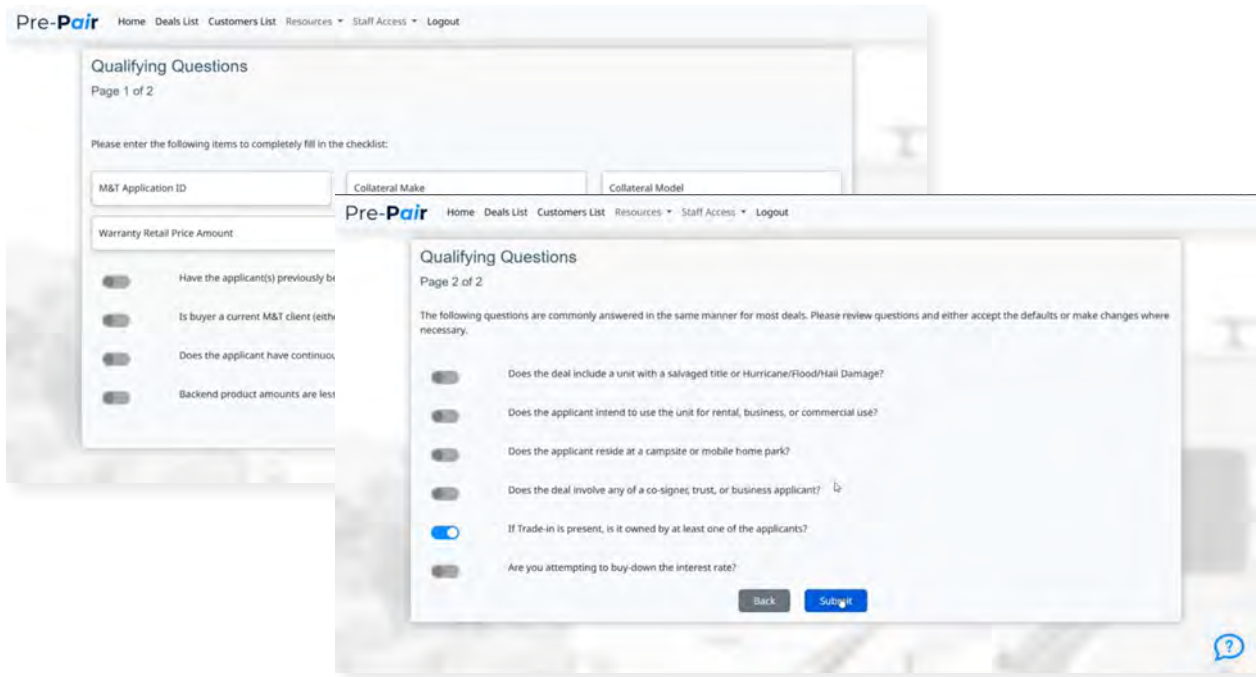 Pre-Pair Home Deals List Customers List Resources Staff Access Logout
Qualifying Questions
Page 1 of 2
Please enter the following items to completely fill in the checklist:
M&T Application ID Collateral Make Collateral Model
Warranty Retail Price Amount
Have the applicant(s) previously
Is buyer a current M&T client
Does the applicant have
Backend product amounts are less
Pre-Pair Home Deals List Customers List Resources Staff Access Logout
Qualifying Questions
Page 2 of 2
The following questions are commonly answered in the same manner for most deals. Please review questions and either accept the defaults or make changes where
necessary.
Does the deal include a unit with a salvaged title or Hurricane/Flood/Hail Damage?
Does the applicant intend to use the unit for rental, business, or commercial use?
Does the applicant reside at a campsite or mobile home park?
Does the deal involve any of a co-signer, trust, or business applicant?
If Trade-in is present, is it owned by at least one of the applicants?
Are you attempting to buy-down the interest rate?
Back Submit
?